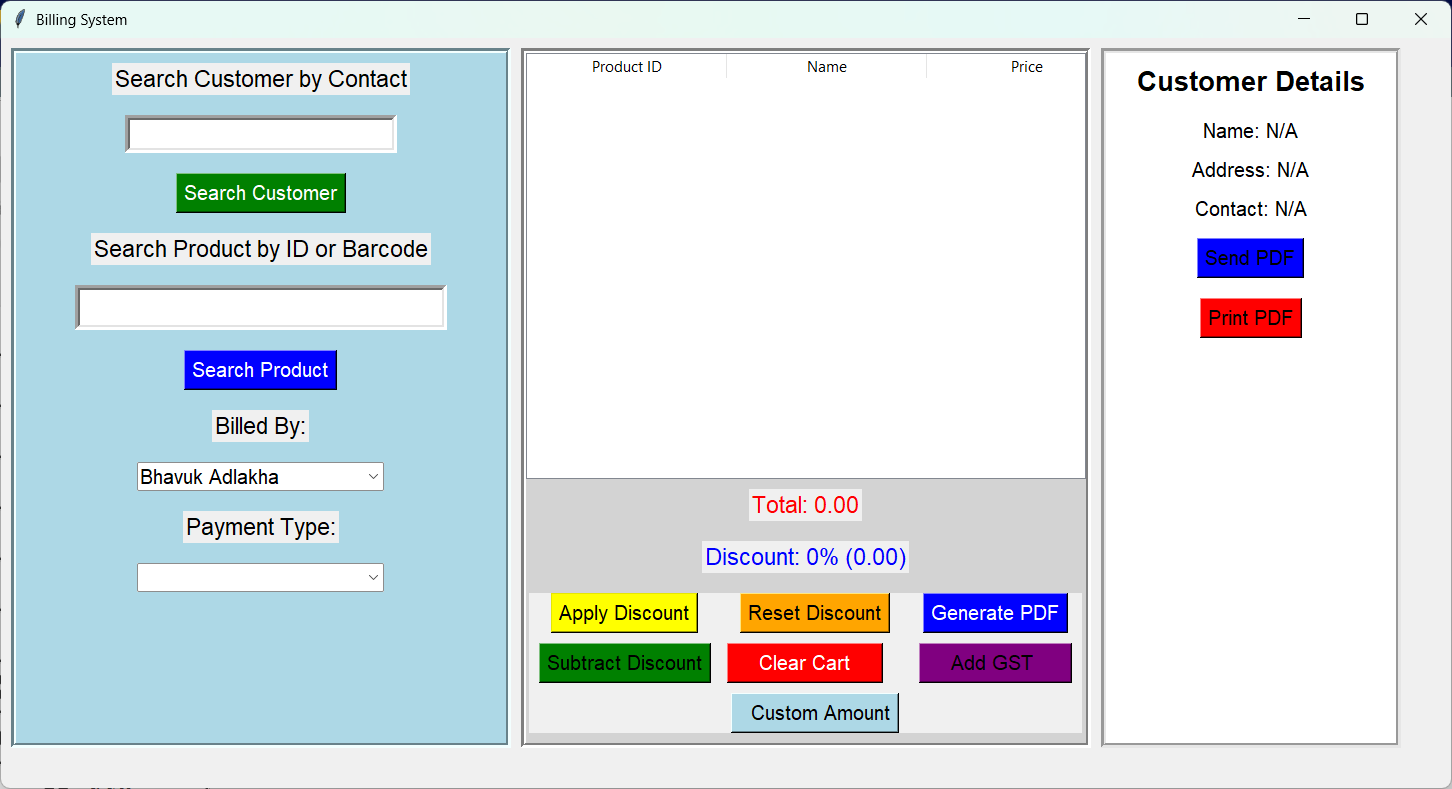 Billing System
Search Customer by Contact
Search Customer
Search Product by ID or Barcode
Search Product
Billed By:
Bhavuk Adlakha
Payment Type:
Product ID Name Price
Total: 0.00
Discount: 0% (0.00)
Apply Discount Reset Discount Generate PDF
Subtract Discount Clear Cart Add GST
Custom Amount
Customer Details
Name: N/A
Address: N/A
Contact: N/A
Send PDF
Print PDF